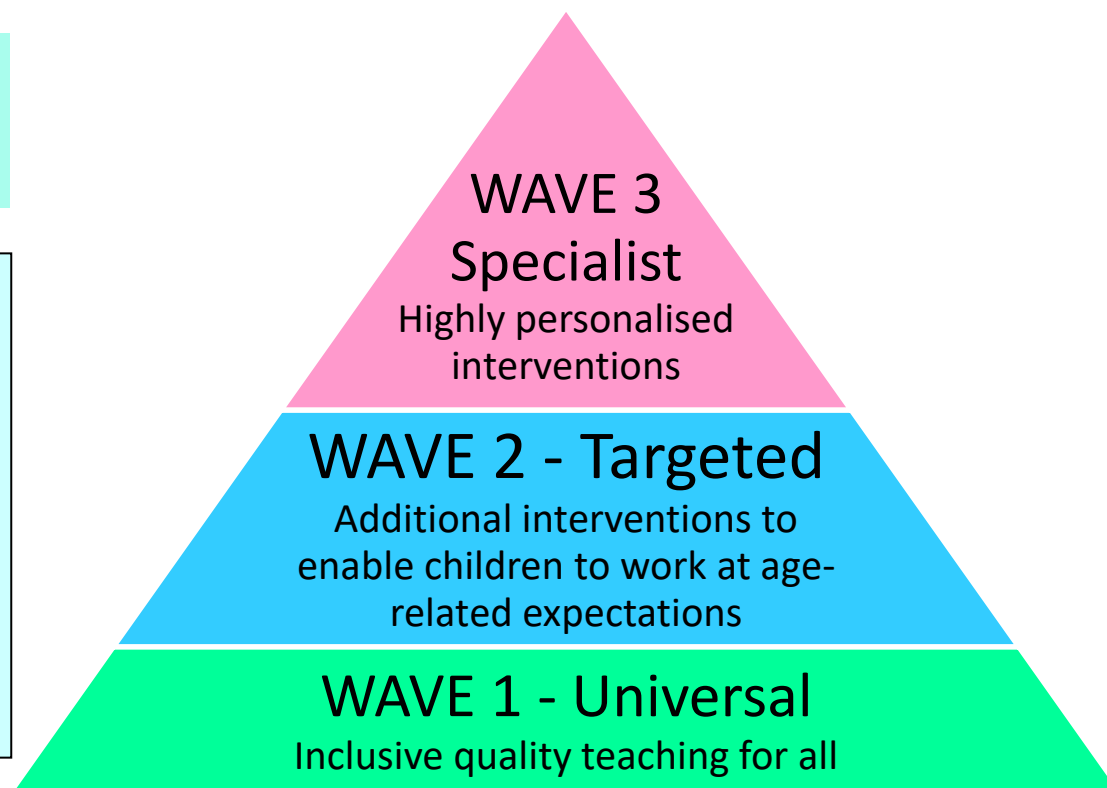 WAVE 3
Specialist
Highly personalised
interventions
WAVE 2 - Targeted
Additional interventions to
enable children to work at age-
related expectations
WAVE 1 - Universal
Inclusive quality teaching for all